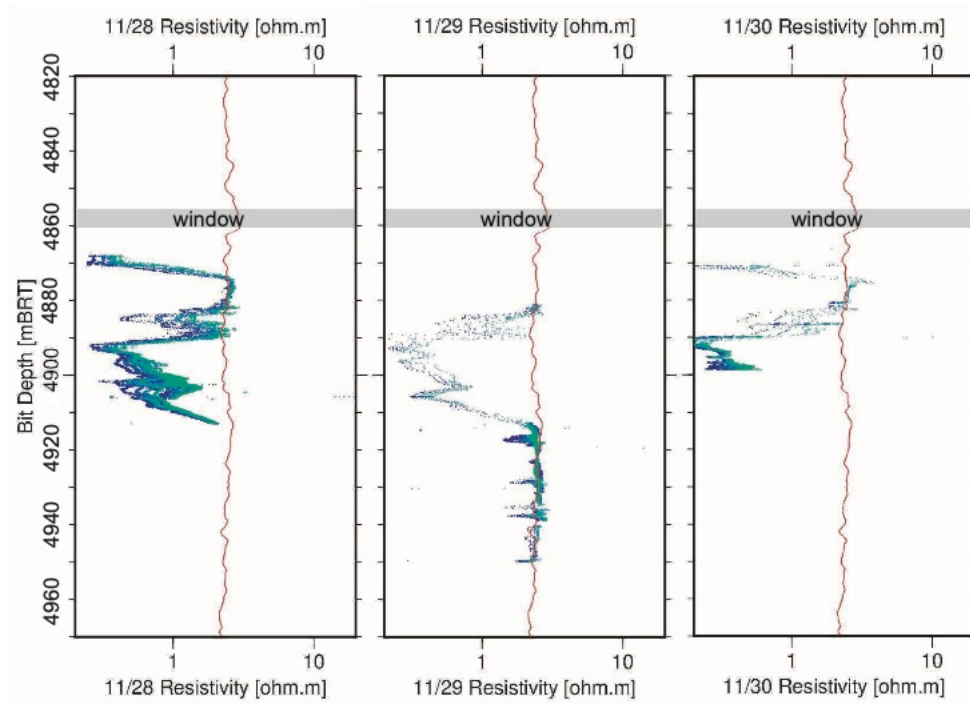 11/28 Resistivity [ohm.m] 11/29 Resistivity [ohm.m] 11/30 Resistivity [ohm.m]
1 10 1 10 1 10
4820
4840
4860
4880
4900
4920
4940
4960
Bit Depth [mBRT]
window window window
1 10 1 10 1 10
11/28 Resistivity [ohm.m] 11/29 Resistivity [ohm.m] 11/30 Resistivity [ohm.m]